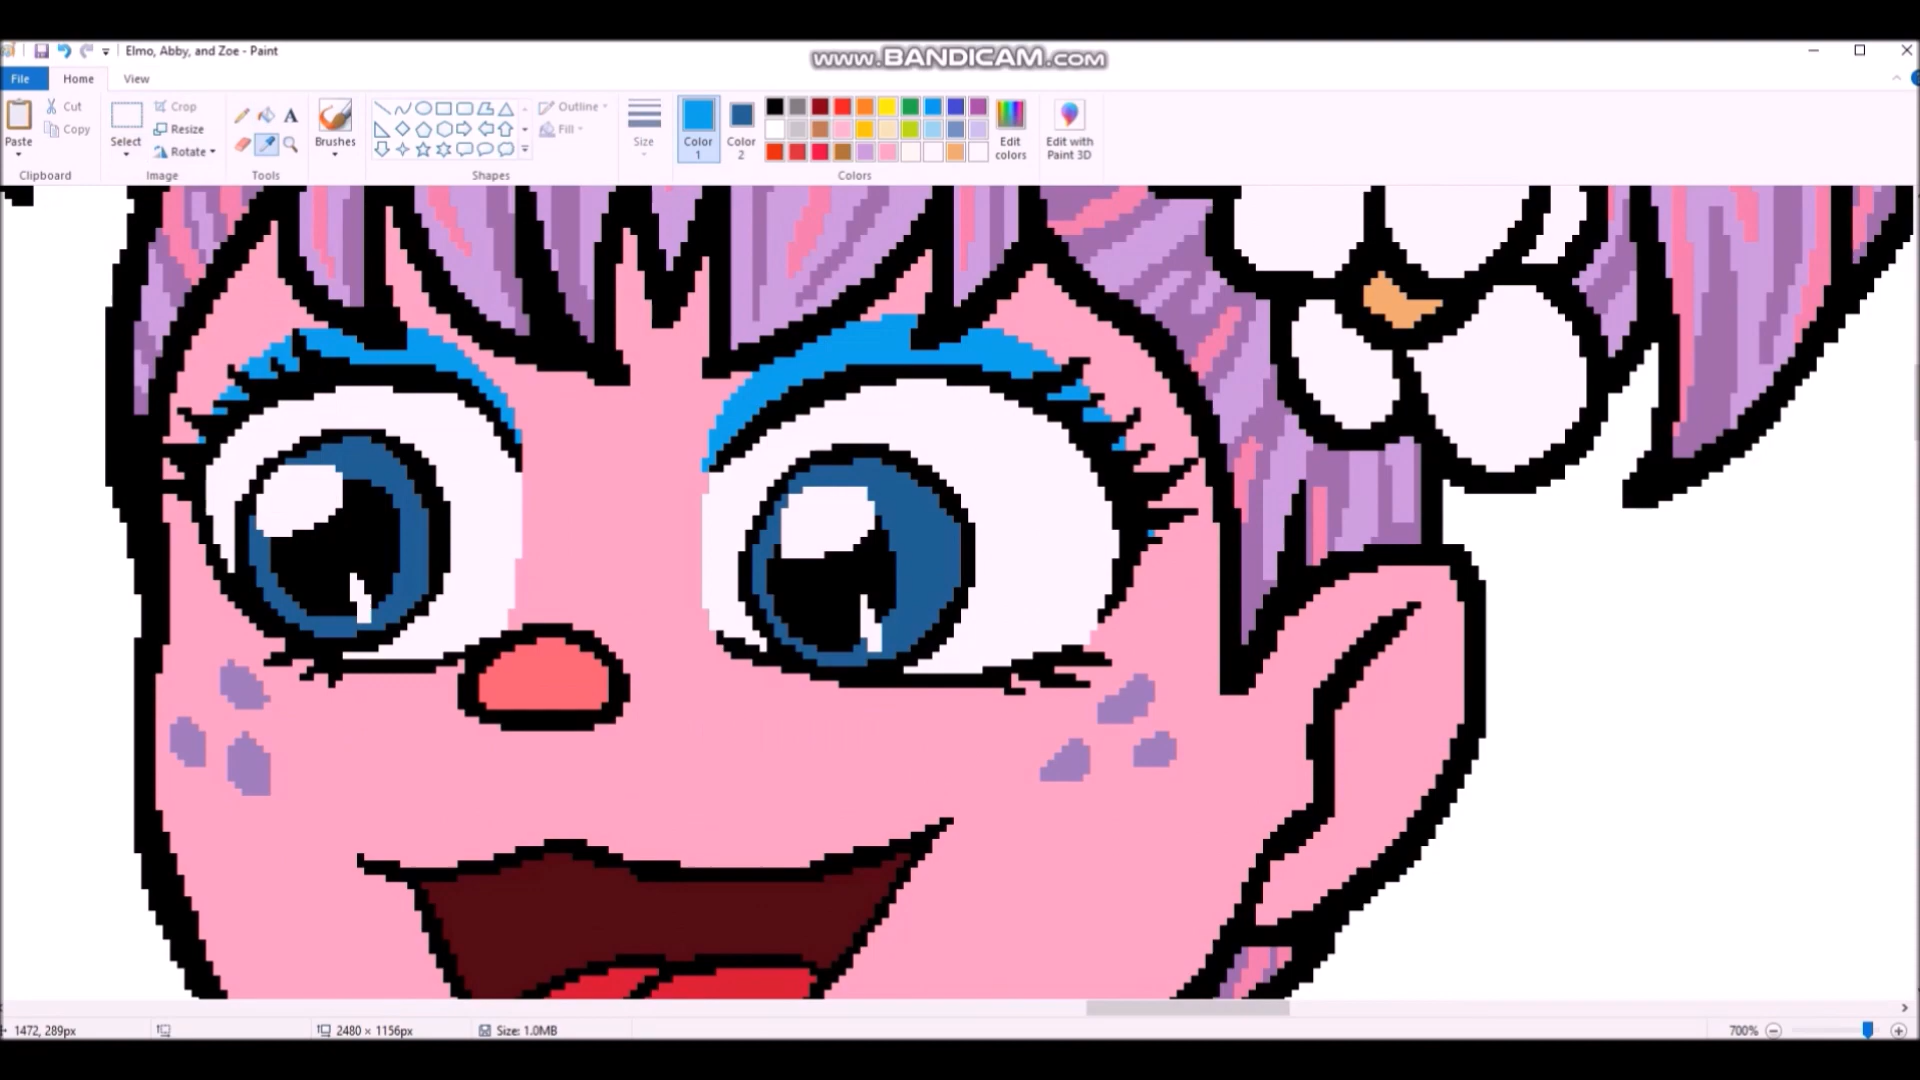 Elmo, Abby, and Zoe - Paint
www.BANDICAM.com
File Home View
Paste
Cut
Copy
Clipboard
Select
Crop
Resize
Rotate
Image
A
Tools
Brushes
Outline
Fill
Shapes
Size
Color 1
Color 2
Edit colors
Edit with Paint 3D
Colors
1472, 289px
2480 × 1156px
Size: 1.0MB
700%